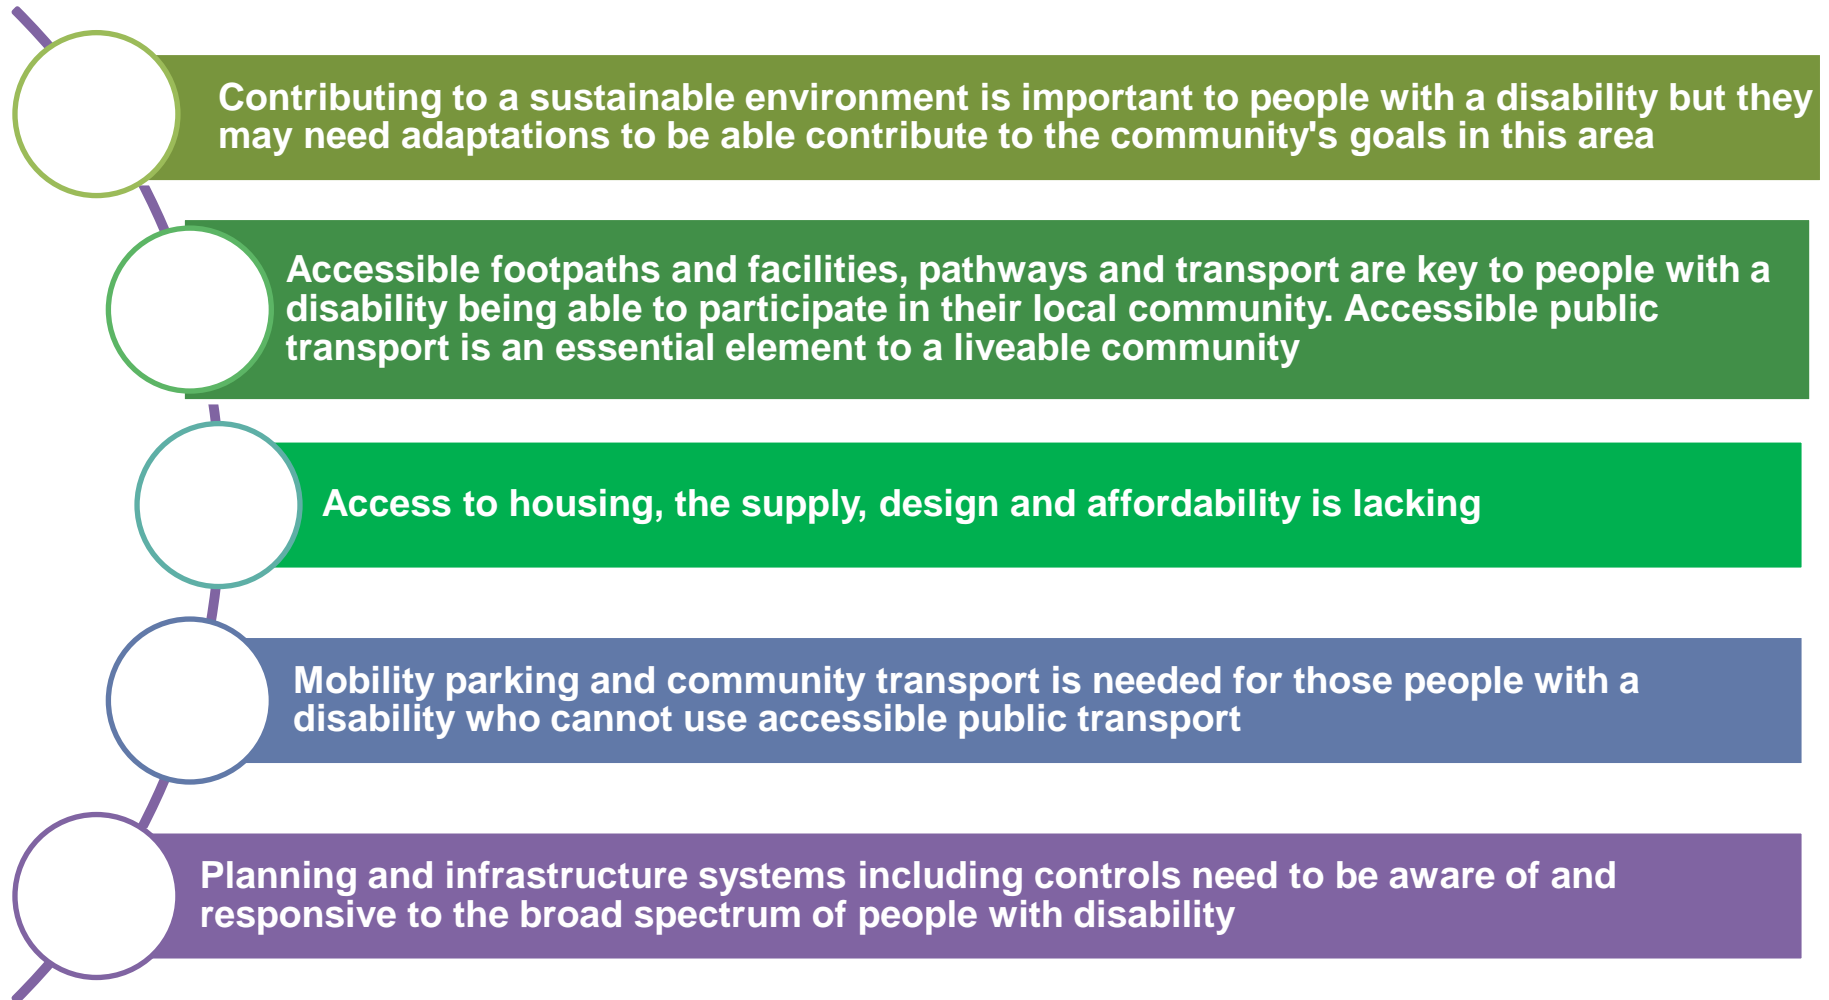 Contributing to a sustainable environment is important to people with a disability but they
may need adaptations to be able contribute to the community's goals in this area
Accessible footpaths and facilities, pathways and transport are key to people with a
disability being able to participate in their local community. Accessible public
transport is an essential element to a liveable community
Access to housing, the supply, design and affordability is lacking
Mobility parking and community transport is needed for those people with a
disability who cannot use accessible public transport
Planning and infrastructure systems including controls need to be aware of and
responsive to the broad spectrum of people with disability